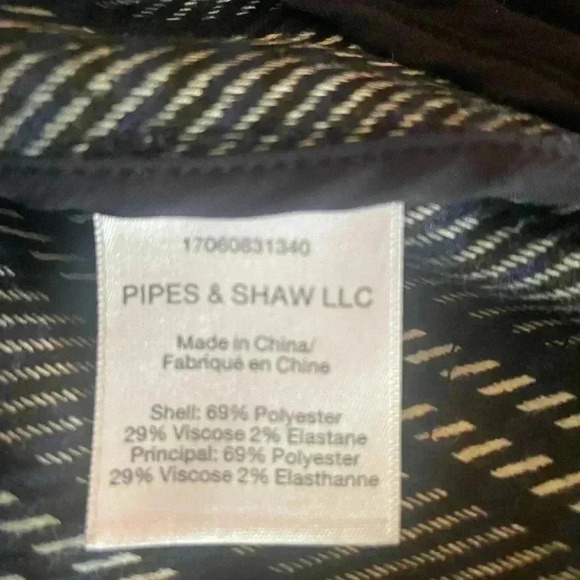 17060831340
PIPES & SHAW LLC
Made in China/
Fabriqué en Chine
Shell: 69% Polyester
29% Viscose 2% Elastane
Principal: 69% Polyester
29% Viscose 2% Elasthanne